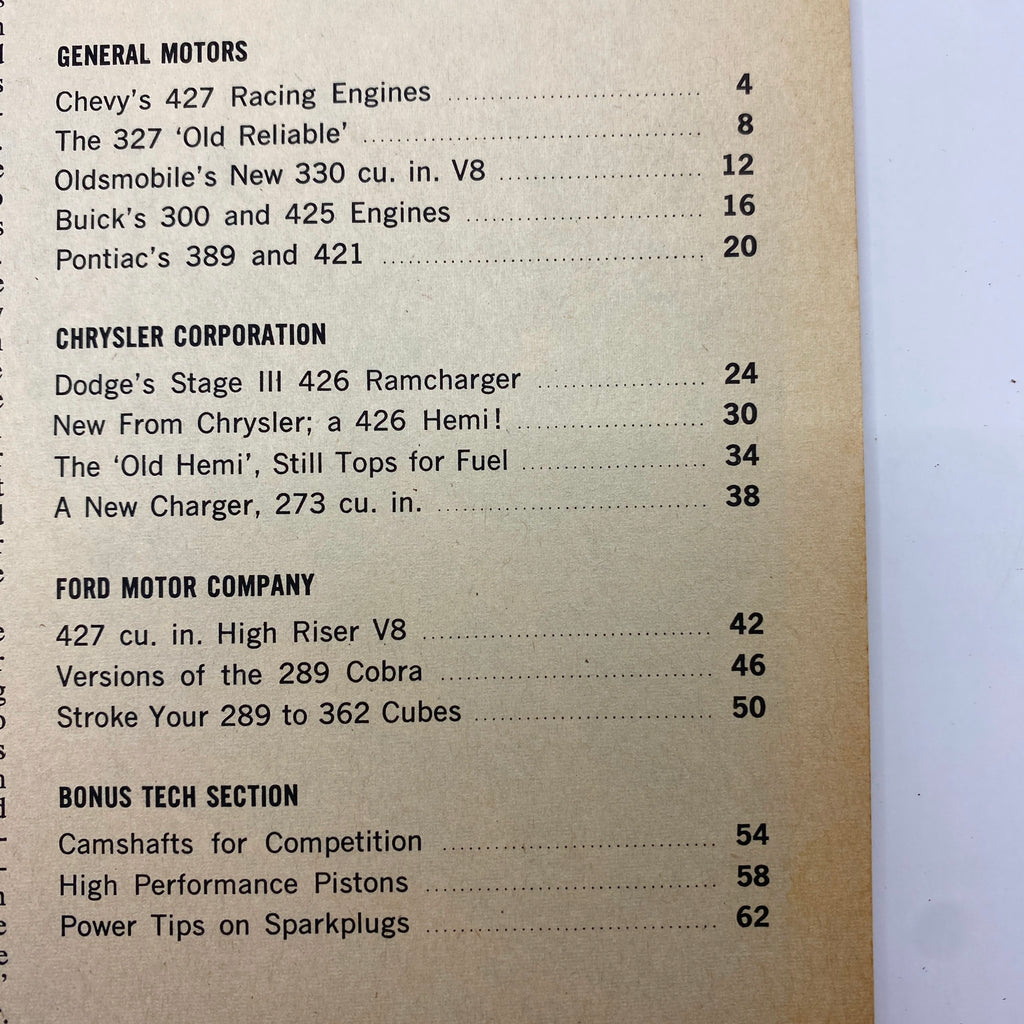 GENERAL MOTORS
Chevy's 427 Racing Engines ........ 4
The 327 'Old Reliable' ........ 8
Oldsmobile's New 330 cu. in. V8 ........ 12
Buick's 300 and 425 Engines ........ 16
Pontiac's 389 and 421 ........ 20
CHRYSLER CORPORATION
Dodge's Stage III 426 Ramcharger ........ 24
New From Chrysler; a 426 Hemi! ........ 30
The 'Old Hemi', Still Tops for Fuel ........ 34
A New Charger, 273 cu. in. ........ 38
FORD MOTOR COMPANY
427 cu. in. High Riser V8 ........ 42
Versions of the 289 Cobra ........ 46
Stroke Your 289 to 362 Cubes ........ 50
BONUS TECH SECTION
Camshafts for Competition ........ 54
High Performance Pistons ........ 58
Power Tips on Sparkplugs ........ 62